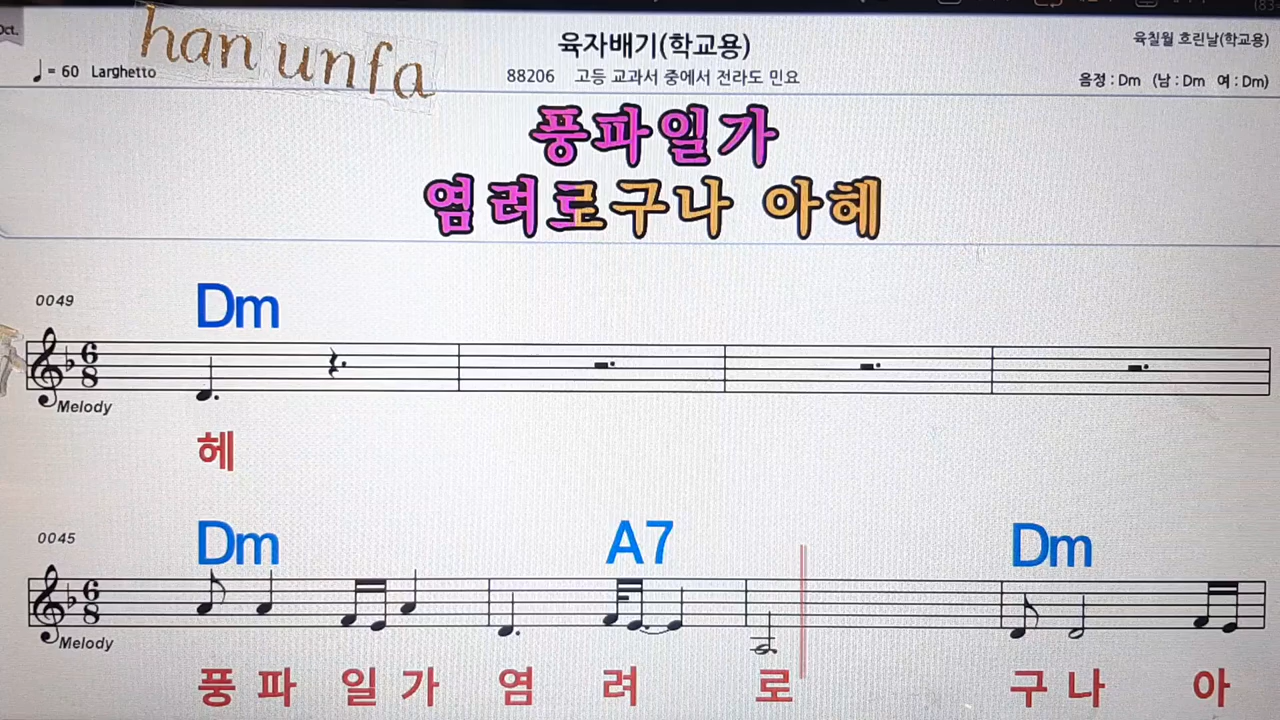 Oct.
han unfa
육자배기(학교용)
육칠월 흐린날(학교용)
♩= 60 Larghetto
88206 고등 교과서 중에서 전라도 민요
음정 : Dm (남 : Dm 여 : Dm)
풍파일가
염려로구나 아헤
0049
Dm
6
8
Melody
헤
0045
Dm A7 Dm
6
8
Melody
풍 파 일 가 염 려 로 구 나 아